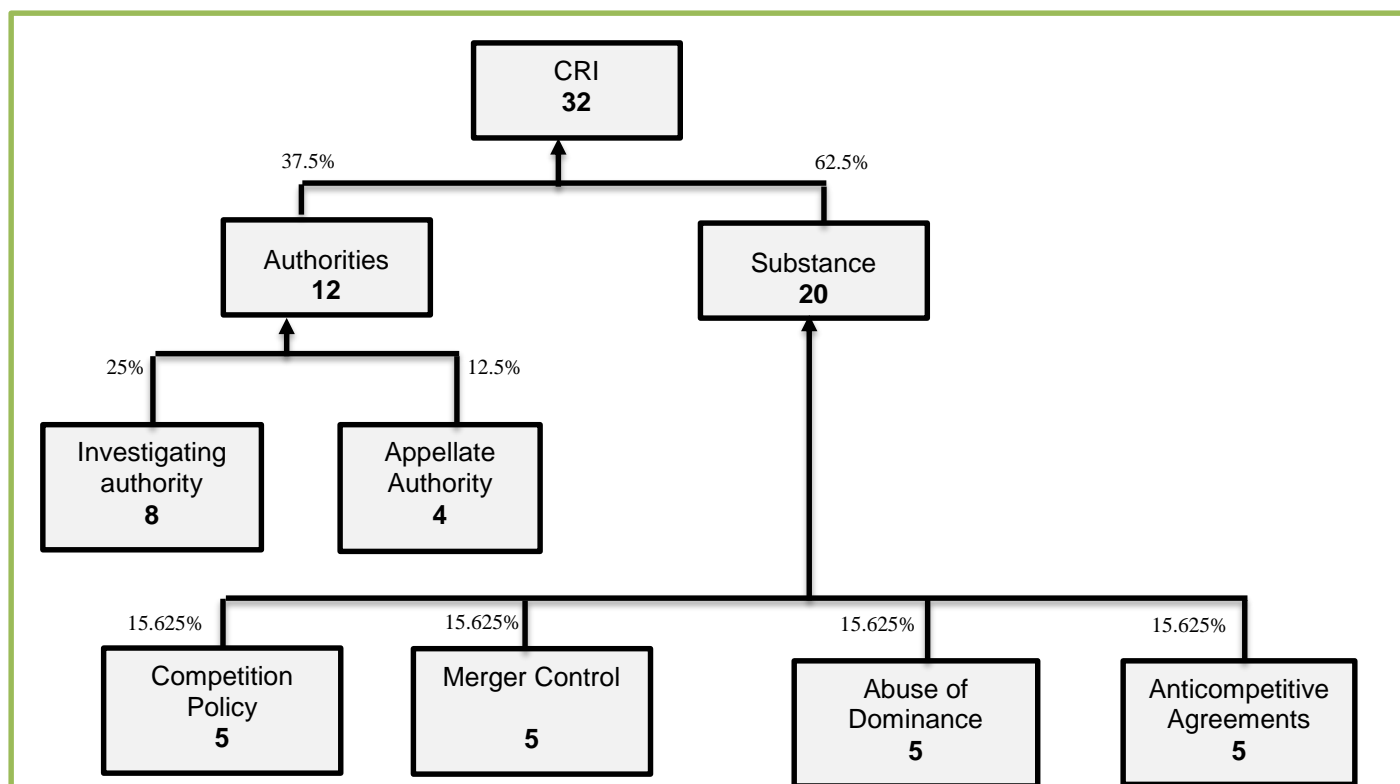 CRI
32
37.5%
62.5%
Authorities
12
Substance
20
25%
12.5%
Investigating
authority
8
Appellate
Authority
4
15.625%
15.625%
15.625%
15.625%
Competition
Policy
5
Merger Control
5
Abuse of
Dominance
5
Anticompetitive
Agreements
5